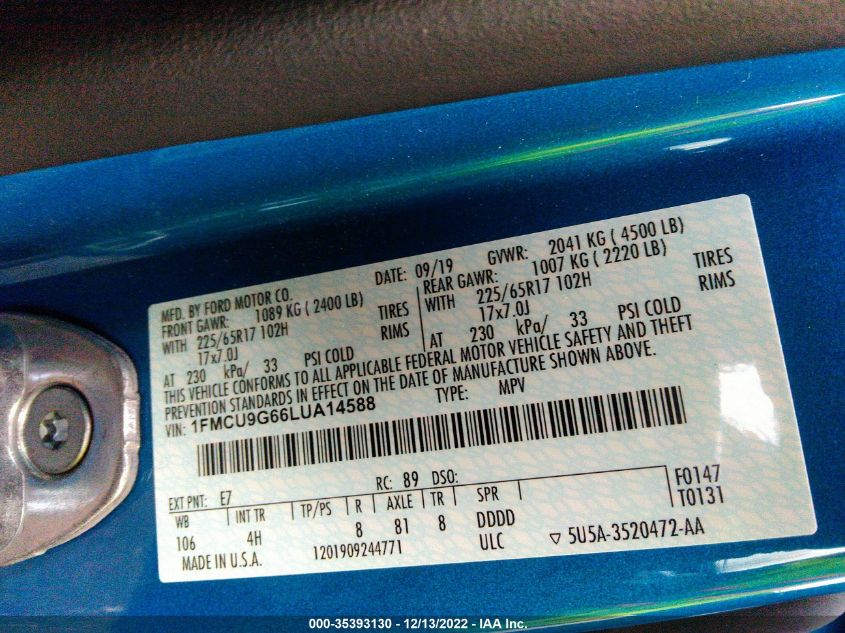 MFD. BY FORD MOTOR CO.
DATE: 09/19
GVWR: 2041 KG ( 4500 LB)
FRONT GAWR: 1089 KG ( 2400 LB)
REAR GAWR: 1007 KG ( 2220 LB)
WITH 225/65R17 102H TIRES
WITH 225/65R17 102H TIRES
17x7.0J RIMS
17x7.0J RIMS
AT 230 kPa/ 33 PSI COLD
AT 230 kPa/ 33 PSI COLD
THIS VEHICLE CONFORMS TO ALL APPLICABLE FEDERAL MOTOR VEHICLE SAFETY AND THEFT
PREVENTION STANDARDS IN EFFECT ON THE DATE OF MANUFACTURE SHOWN ABOVE.
VIN: 1FMCU9G66LUA14588
TYPE: MPV
EXT PNT: E7 RC: 89 DSO:
F0147
T0131
WB INT TR TP/PS R AXLE TR SPR
106 4H 8 81 8 DDDD
MADE IN U.S.A. 1201909244771 ULC ▽ 5U5A-3520472-AA
000-35393130 - 12/13/2022 - IAA Inc.